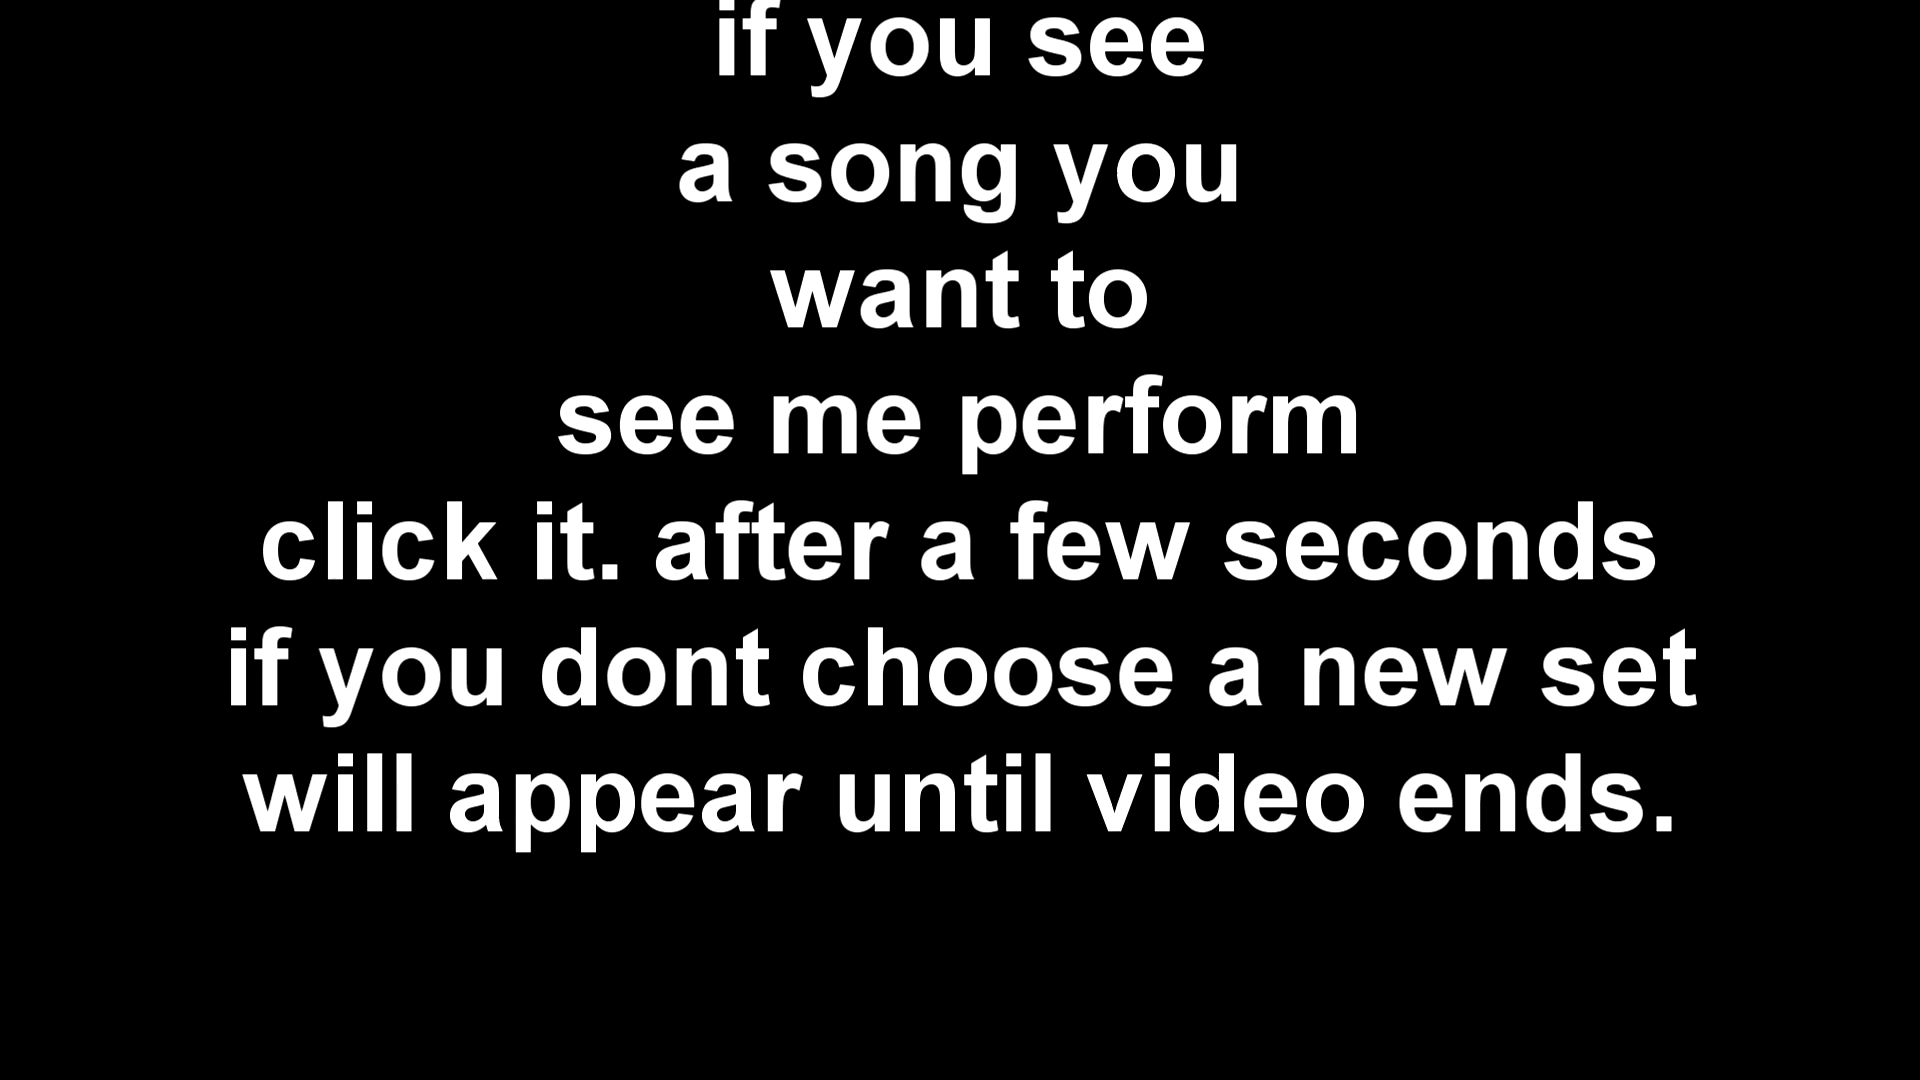 if you see
a song you
want to
see me perform
click it. after a few seconds
if you dont choose a new set
will appear until video ends.